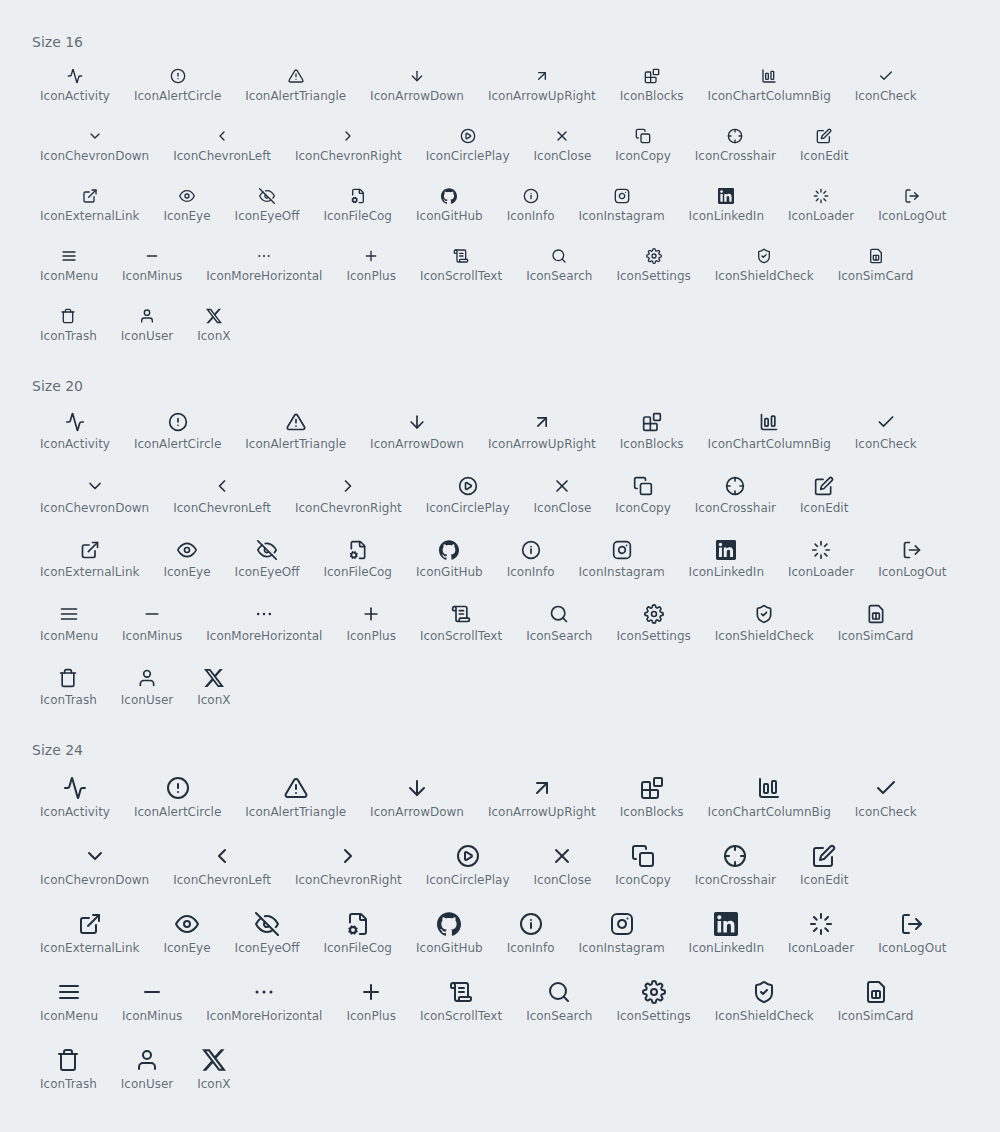 Size 16
IconActivity IconAlertCircle IconAlertTriangle IconArrowDown IconArrowUpRight IconBlocks IconChartColumnBig IconCheck
IconChevronDown IconChevronLeft IconChevronRight IconCirclePlay IconClose IconCopy IconCrosshair IconEdit
IconExternalLink IconEye IconEyeOff IconFileCog IconGitHub IconInfo IconInstagram IconLinkedIn IconLoader IconLogOut
IconMenu IconMinus IconMoreHorizontal IconPlus IconScrollText IconSearch IconSettings IconShieldCheck IconSimCard
IconTrash IconUser IconX
Size 20
IconActivity IconAlertCircle IconAlertTriangle IconArrowDown IconArrowUpRight IconBlocks IconChartColumnBig IconCheck
IconChevronDown IconChevronLeft IconChevronRight IconCirclePlay IconClose IconCopy IconCrosshair IconEdit
IconExternalLink IconEye IconEyeOff IconFileCog IconGitHub IconInfo IconInstagram IconLinkedIn IconLoader IconLogOut
IconMenu IconMinus IconMoreHorizontal IconPlus IconScrollText IconSearch IconSettings IconShieldCheck IconSimCard
IconTrash IconUser IconX
Size 24
IconActivity IconAlertCircle IconAlertTriangle IconArrowDown IconArrowUpRight IconBlocks IconChartColumnBig IconCheck
IconChevronDown IconChevronLeft IconChevronRight IconCirclePlay IconClose IconCopy IconCrosshair IconEdit
IconExternalLink IconEye IconEyeOff IconFileCog IconGitHub IconInfo IconInstagram IconLinkedIn IconLoader IconLogOut
IconMenu IconMinus IconMoreHorizontal IconPlus IconScrollText IconSearch IconSettings IconShieldCheck IconSimCard
IconTrash IconUser IconX